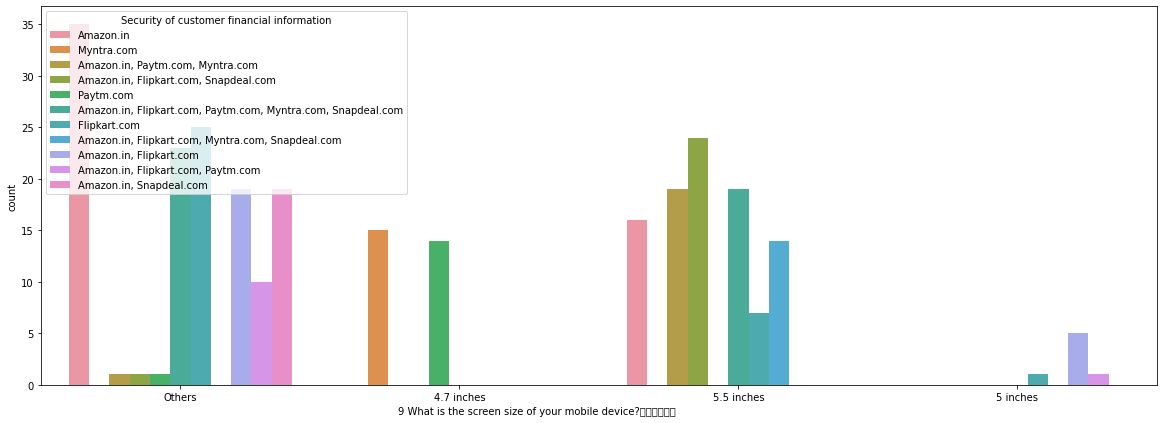 Security of customer financial information
Amazon.in
Myntra.com
Amazon.in, Paytm.com, Myntra.com
Amazon.in, Flipkart.com, Snapdeal.com
Paytm.com
Amazon.in, Flipkart.com, Paytm.com, Myntra.com, Snapdeal.com
Flipkart.com
Amazon.in, Flipkart.com, Myntra.com, Snapdeal.com
Amazon.in, Flipkart.com
Amazon.in, Flipkart.com, Paytm.com
Amazon.in, Snapdeal.com
35
30
25
20
15
10
5
0
count
Others 4.7 inches 5.5 inches 5 inches
9 What is the screen size of your mobile device?